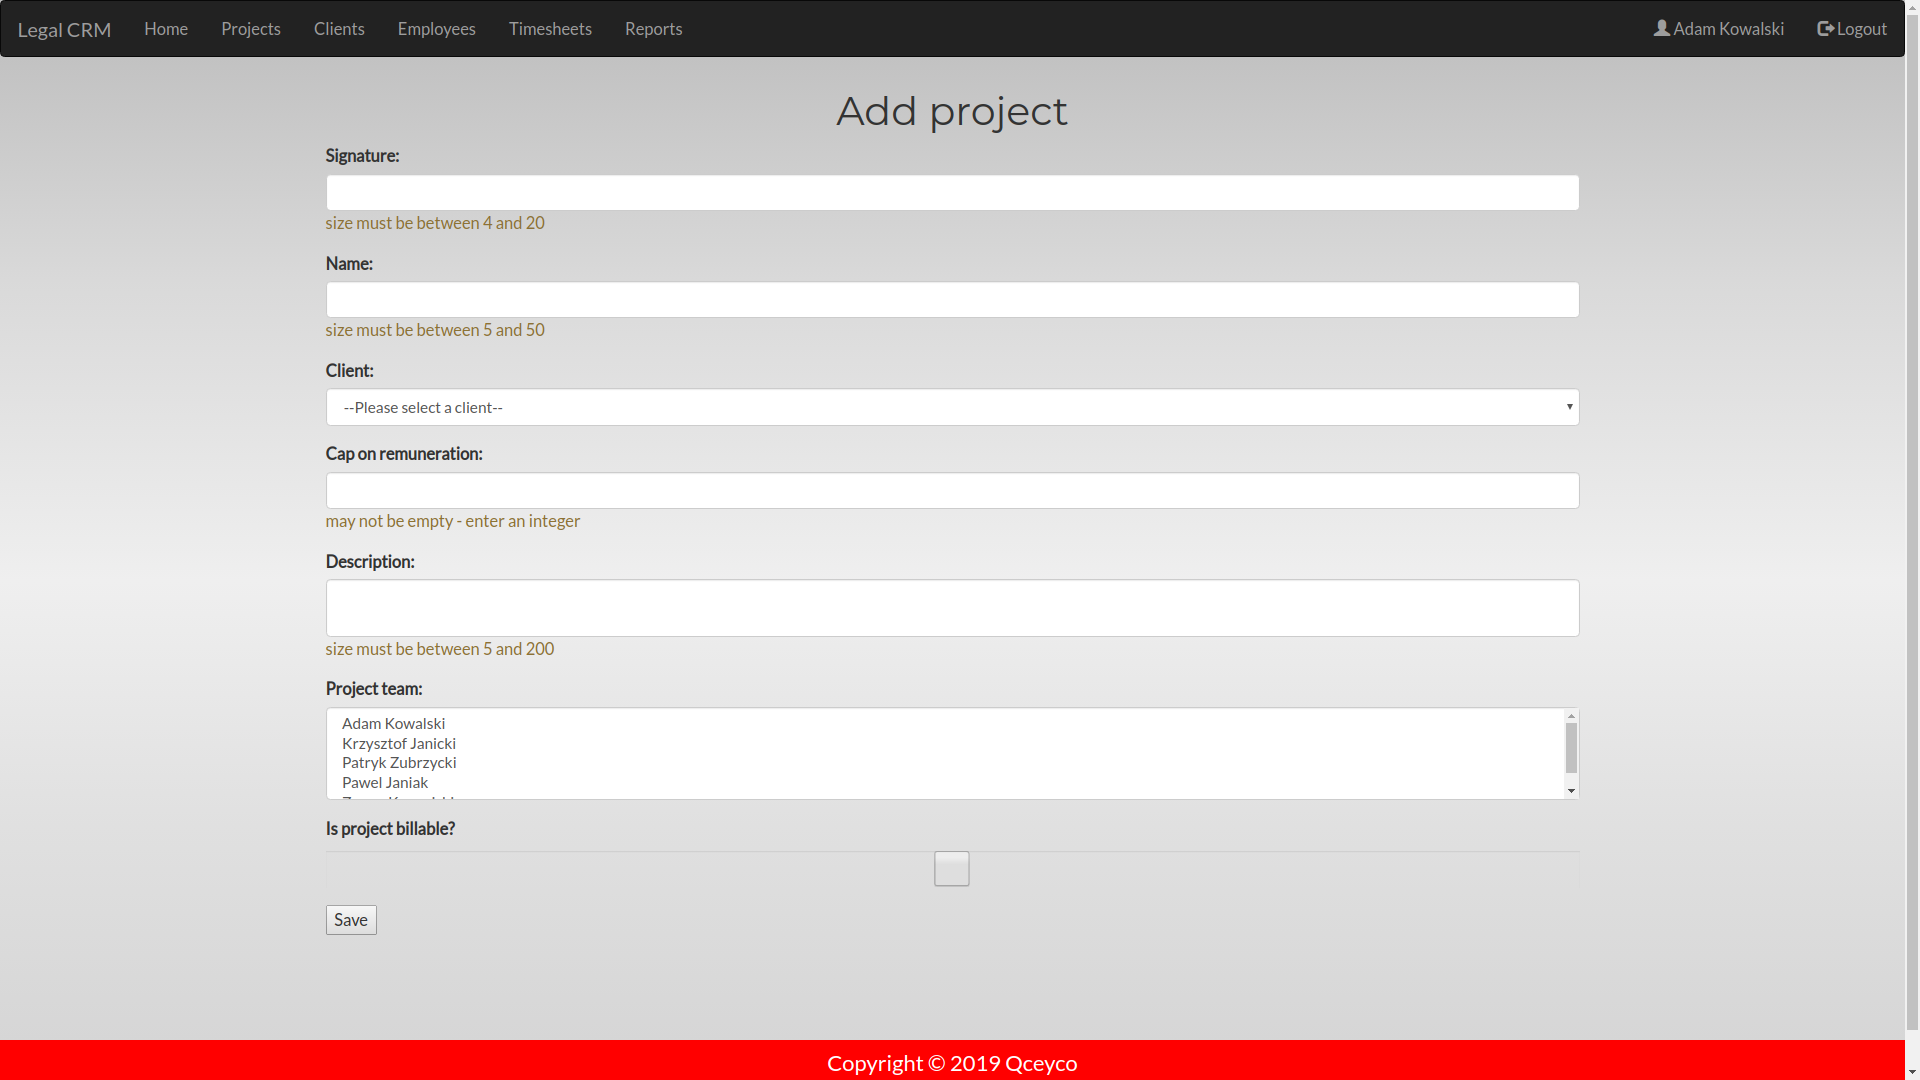 Legal CRM Home Projects Clients Employees Timesheets Reports Adam Kowalski Logout
Add project
Signature:
size must be between 4 and 20
Name:
size must be between 5 and 50
Client:
--Please select a client--
Cap on remuneration:
may not be empty - enter an integer
Description:
size must be between 5 and 200
Project team:
Adam Kowalski
Krzysztof Janicki
Patryk Zubrzycki
Pawel Janiak
Is project billable?
Save
Copyright © 2019 Qceyco